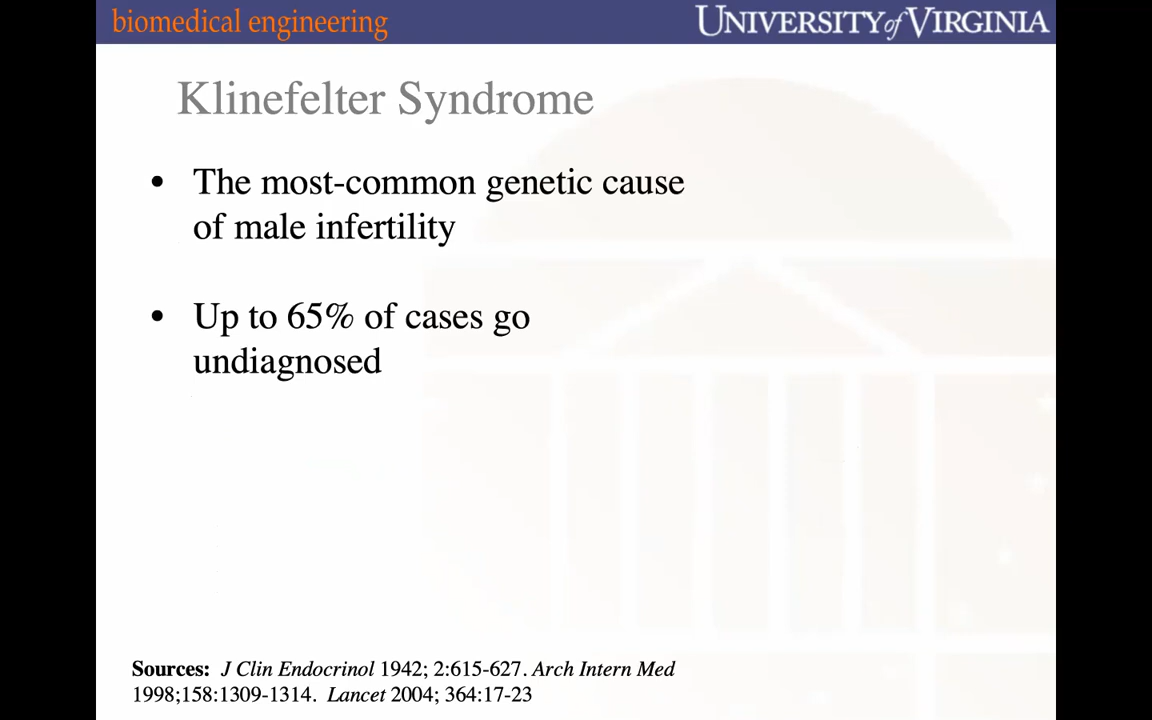 biomedical engineering
UNIVERSITY of VIRGINIA
Klinefelter Syndrome
• The most-common genetic cause
of male infertility
• Up to 65% of cases go
undiagnosed
Sources: J Clin Endocrinol 1942; 2:615-627. Arch Intern Med
1998;158:1309-1314. Lancet 2004; 364:17-23